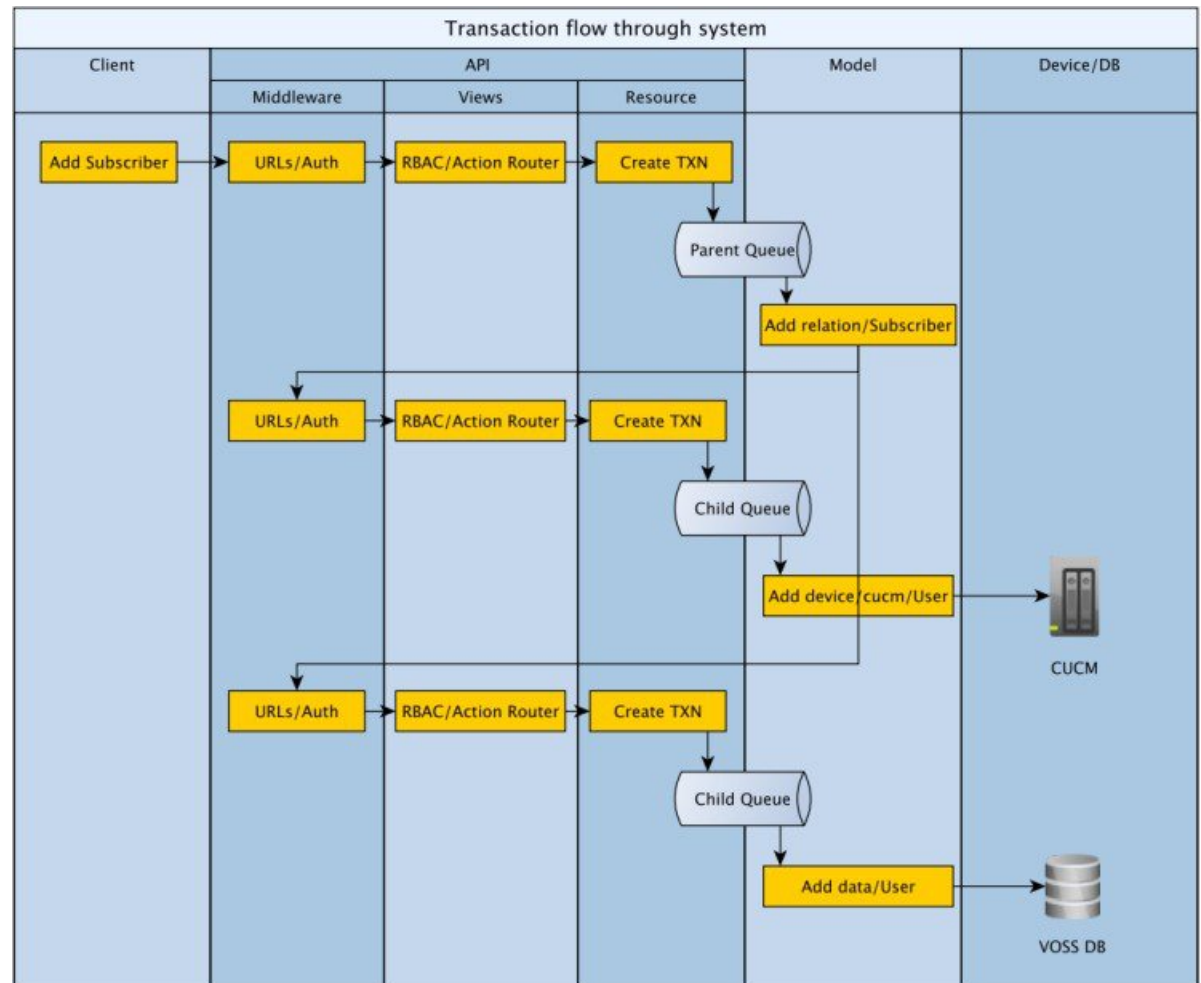 Transaction flow through system
Client
API
Model
Device/DB
Middleware
Views
Resource
Add Subscriber
URLs/Auth
RBAC/Action Router
Create TXN
Parent Queue
Add relation/Subscriber
URLs/Auth
RBAC/Action Router
Create TXN
Child Queue
Add device/cucm/User
CUCM
URLs/Auth
RBAC/Action Router
Create TXN
Child Queue
Add data/User
VOSS DB